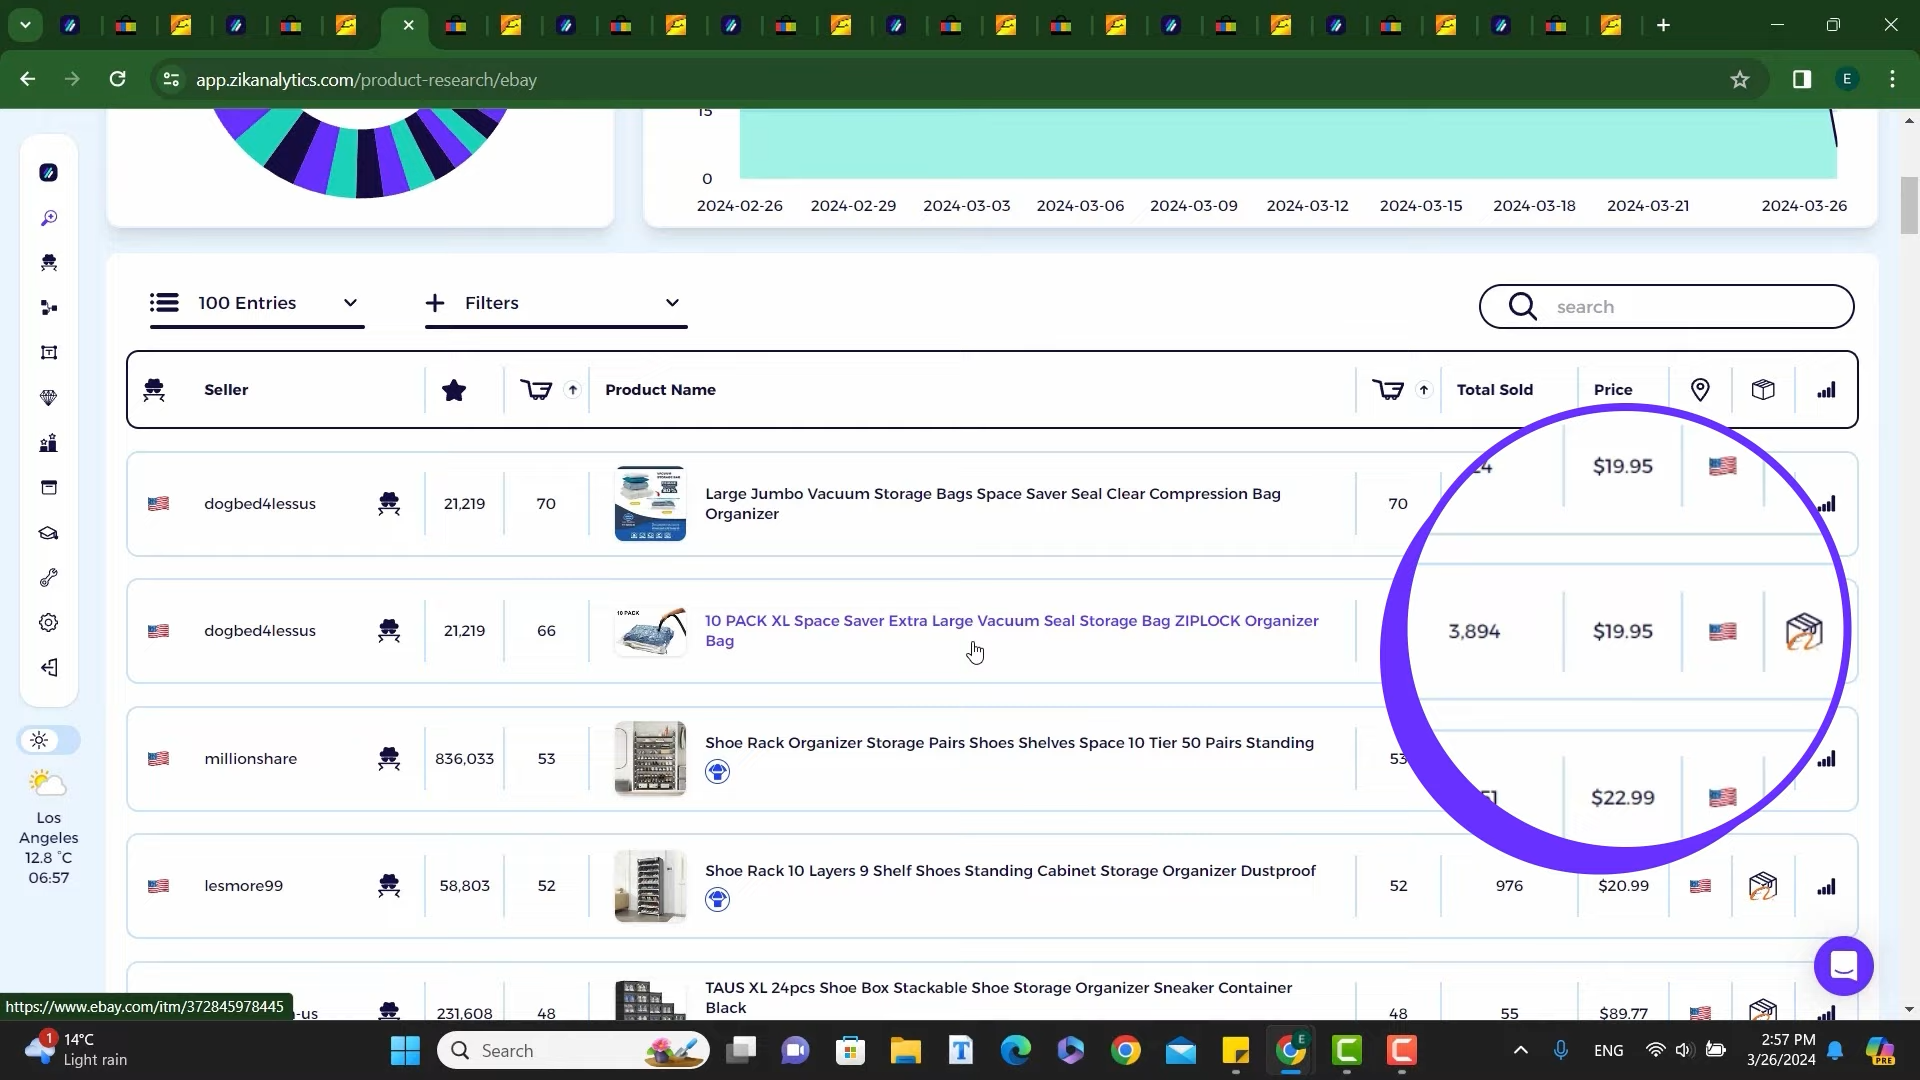 app.zikanalytics.com/product-research/ebay
E
15
0
2024-02-26 2024-02-29 2024-03-03 2024-03-06 2024-03-09 2024-03-12 2024-03-15 2024-03-18 2024-03-21 2024-03-26
100 Entries Filters search
Seller Product Name Total Sold Price
dogbed4lessus 21,219 70 Large Jumbo Vacuum Storage Bags Space Saver Seal Clear Compression Bag
Organizer 70 $19.95
dogbed4lessus 21,219 66 10 PACK XL Space Saver Extra Large Vacuum Seal Storage Bag ZIPLOCK Organizer
Bag 3,894 $19.95
10 PACK
millionshare 836,033 53 Shoe Rack Organizer Storage Pairs Shoes Shelves Space 10 Tier 50 Pairs Standing
53 $22.99
lesmore99 58,803 52 Shoe Rack 10 Layers 9 Shelf Shoes Standing Cabinet Storage Organizer Dustproof
52 976 $20.99
-us 231,608 48 TAUS XL 24pcs Shoe Box Stackable Shoe Storage Organizer Sneaker Container
Black 48 55 $89.77
Los
Angeles
12.8 °C
06:57
https://www.ebay.com/itm/372845978445
1
14°C
Light rain
Search
ENG
2:57 PM
3/26/2024
PRE